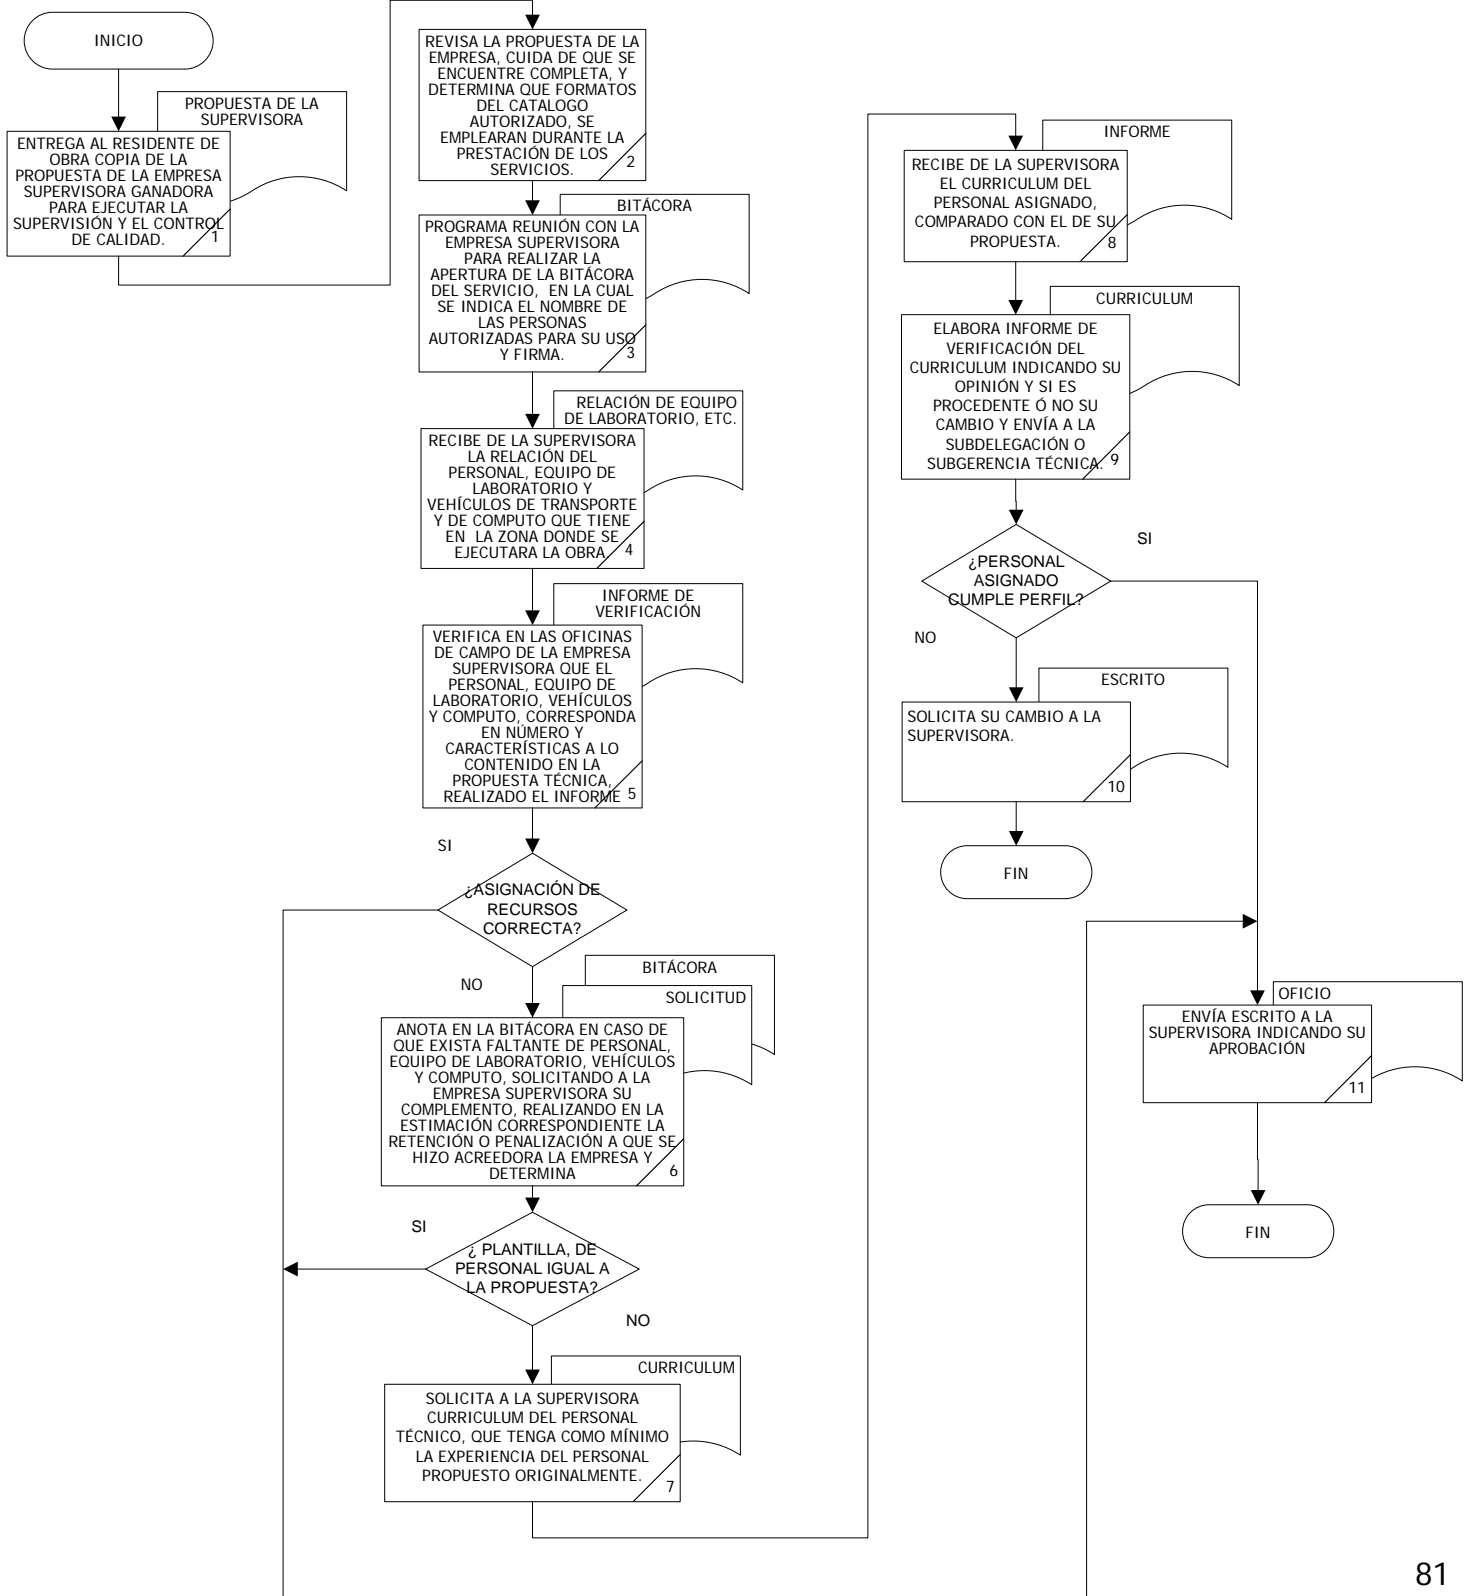 INICIO
PROPUESTA DE LA
SUPERVISORA
ENTREGA AL RESIDENTE DE
OBRA COPIA DE LA
PROPUESTA DE LA EMPRESA
SUPERVISORA GANADORA
PARA EJECUTAR LA
SUPERVISIÓN Y EL CONTROL
DE CALIDAD.
1
REVISA LA PROPUESTA DE LA
EMPRESA, CUIDA DE QUE SE
ENCUENTRE COMPLETA, Y
DETERMINA QUE FORMATOS
DEL CATALOGO
AUTORIZADO, SE
EMPLEARAN DURANTE LA
PRESTACIÓN DE LOS
SERVICIOS.
2
BITÁCORA
PROGRAMA REUNIÓN CON LA
EMPRESA SUPERVISORA
PARA REALIZAR LA
APERTURA DE LA BITÁCORA
DEL SERVICIO, EN LA CUAL
SE INDICA EL NOMBRE DE
LAS PERSONAS
AUTORIZADAS PARA SU USO
Y FIRMA.
3
RELACIÓN DE EQUIPO
DE LABORATORIO, ETC.
RECIBE DE LA SUPERVISORA
LA RELACIÓN DEL
PERSONAL, EQUIPO DE
LABORATORIO Y
VEHÍCULOS DE TRANSPORTE
Y DE COMPUTO QUE TIENE
EN LA ZONA DONDE SE
EJECUTARA LA OBRA.
4
INFORME DE
VERIFICACIÓN
VERIFICA EN LAS OFICINAS
DE CAMPO DE LA EMPRESA
SUPERVISORA QUE EL
PERSONAL, EQUIPO DE
LABORATORIO, VEHÍCULOS
Y COMPUTO, CORRESPONDA
EN NÚMERO Y
CARACTERÍSTICAS A LO
CONTENIDO EN LA
PROPUESTA TÉCNICA,
REALIZADO EL INFORME
5
SI
¿ASIGNACIÓN DE
RECURSOS
CORRECTA?
NO
BITÁCORA
SOLICITUD
ANOTA EN LA BITÁCORA EN CASO DE
QUE EXISTA FALTANTE DE PERSONAL,
EQUIPO DE LABORATORIO, VEHÍCULOS
Y COMPUTO, SOLICITANDO A LA
EMPRESA SUPERVISORA SU
COMPLEMENTO, REALIZANDO EN LA
ESTIMACIÓN CORRESPONDIENTE LA
RETENCIÓN O PENALIZACIÓN A QUE SE
HIZO ACREEDORA LA EMPRESA Y
DETERMINA
6
SI
¿ PLANTILLA, DE
PERSONAL IGUAL A
LA PROPUESTA?
NO
CURRICULUM
SOLICITA A LA SUPERVISORA
CURRICULUM DEL PERSONAL
TÉCNICO, QUE TENGA COMO MÍNIMO
LA EXPERIENCIA DEL PERSONAL
PROPUESTO ORIGINALMENTE.
7
INFORME
RECIBE DE LA SUPERVISORA
EL CURRICULUM DEL
PERSONAL ASIGNADO,
COMPARADO CON EL DE SU
PROPUESTA.
8
CURRICULUM
ELABORA INFORME DE
VERIFICACIÓN DEL
CURRICULUM INDICANDO SU
OPINIÓN Y SI ES
PROCEDENTE Ó NO SU
CAMBIO Y ENVÍA A LA
SUBDELEGACIÓN O
SUBGERENCIA TÉCNICA.
9
SI
¿PERSONAL
ASIGNADO
CUMPLE PERFIL?
NO
ESCRITO
SOLICITA SU CAMBIO A LA
SUPERVISORA.
10
FIN
OFICIO
ENVÍA ESCRITO A LA
SUPERVISORA INDICANDO SU
APROBACIÓN
11
FIN
81